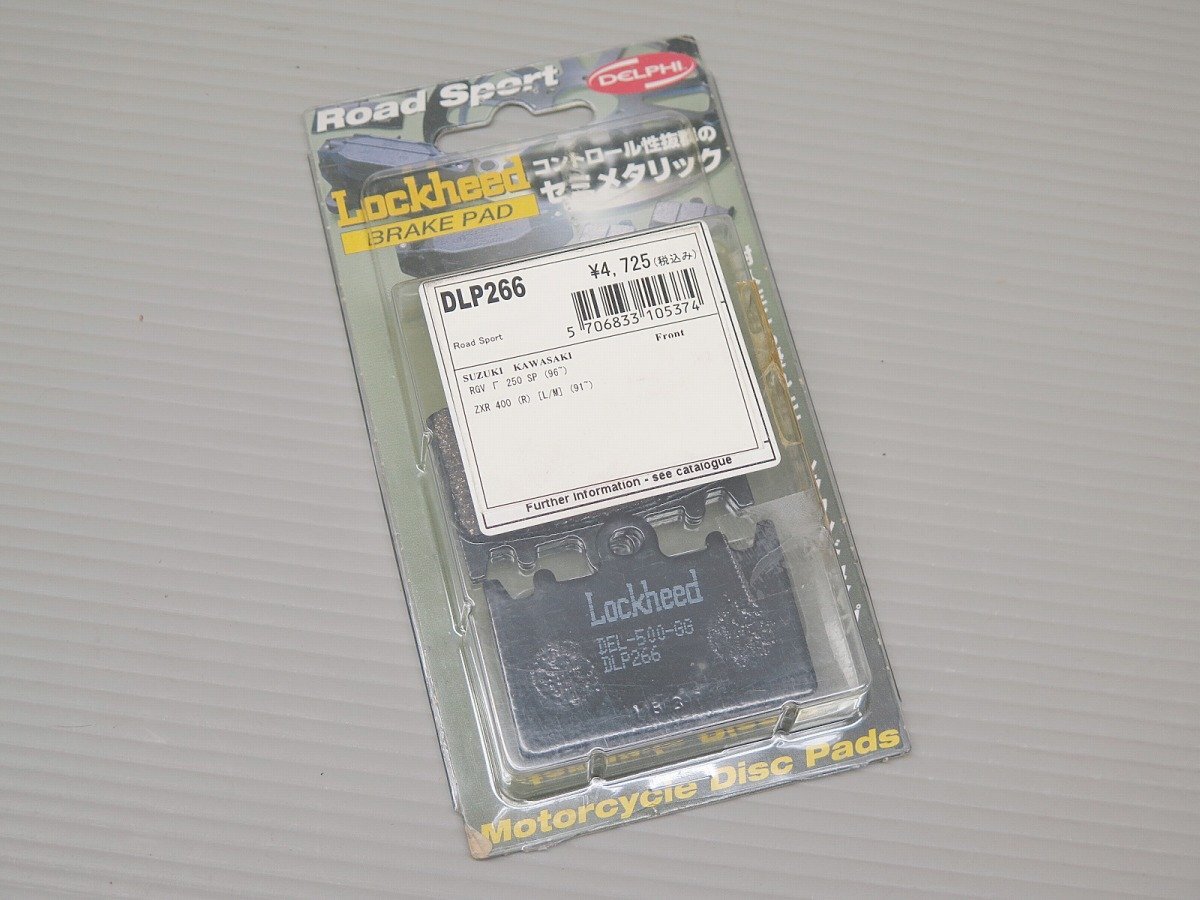 Road Sport
DELPHI
コントロール性抜群の
セミメタリック
Lockheed
BRAKE PAD
DLP266
¥4,725(税込み)
5 706833 105374
Road Sport
Front
SUZUKI KAWASAKI
RGV Γ 250 SP (96~)
ZXR 400 (R) [L/M] (91~)
Further information - see catalogue
Lockheed
DEL-500-GG
DLP266
Motorcycle Disc Pads